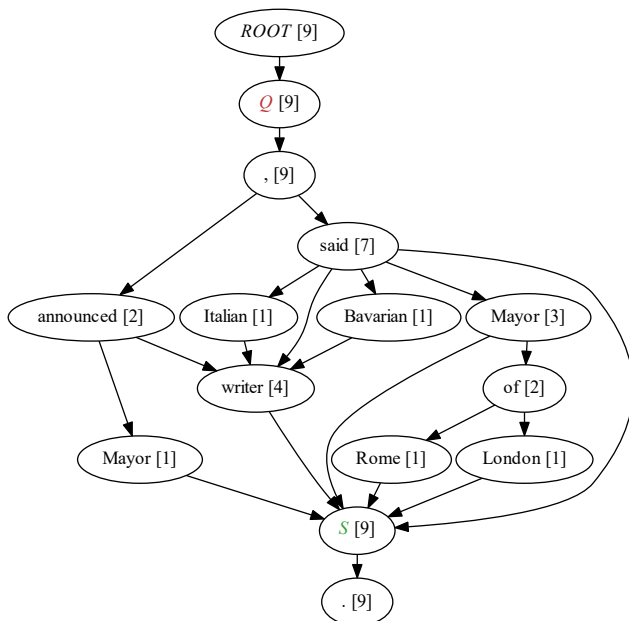 ROOT [9]
Q [9]
, [9]
said [7]
announced [2]
Italian [1]
Bavarian [1]
Mayor [3]
writer [4]
of [2]
Mayor [1]
Rome [1]
London [1]
S [9]
. [9]